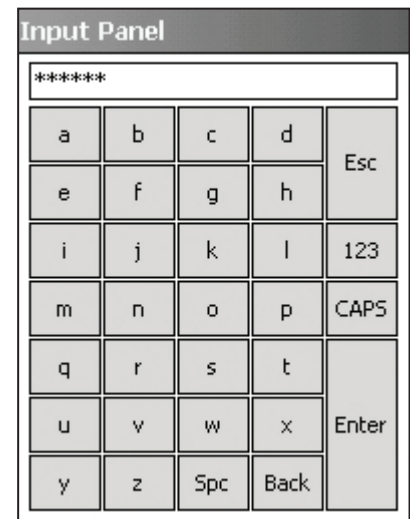 Input Panel
******
a b c d Esc
e f g h
i j k l 123
m n o p CAPS
q r s t
u v w x Enter
y z Spc Back